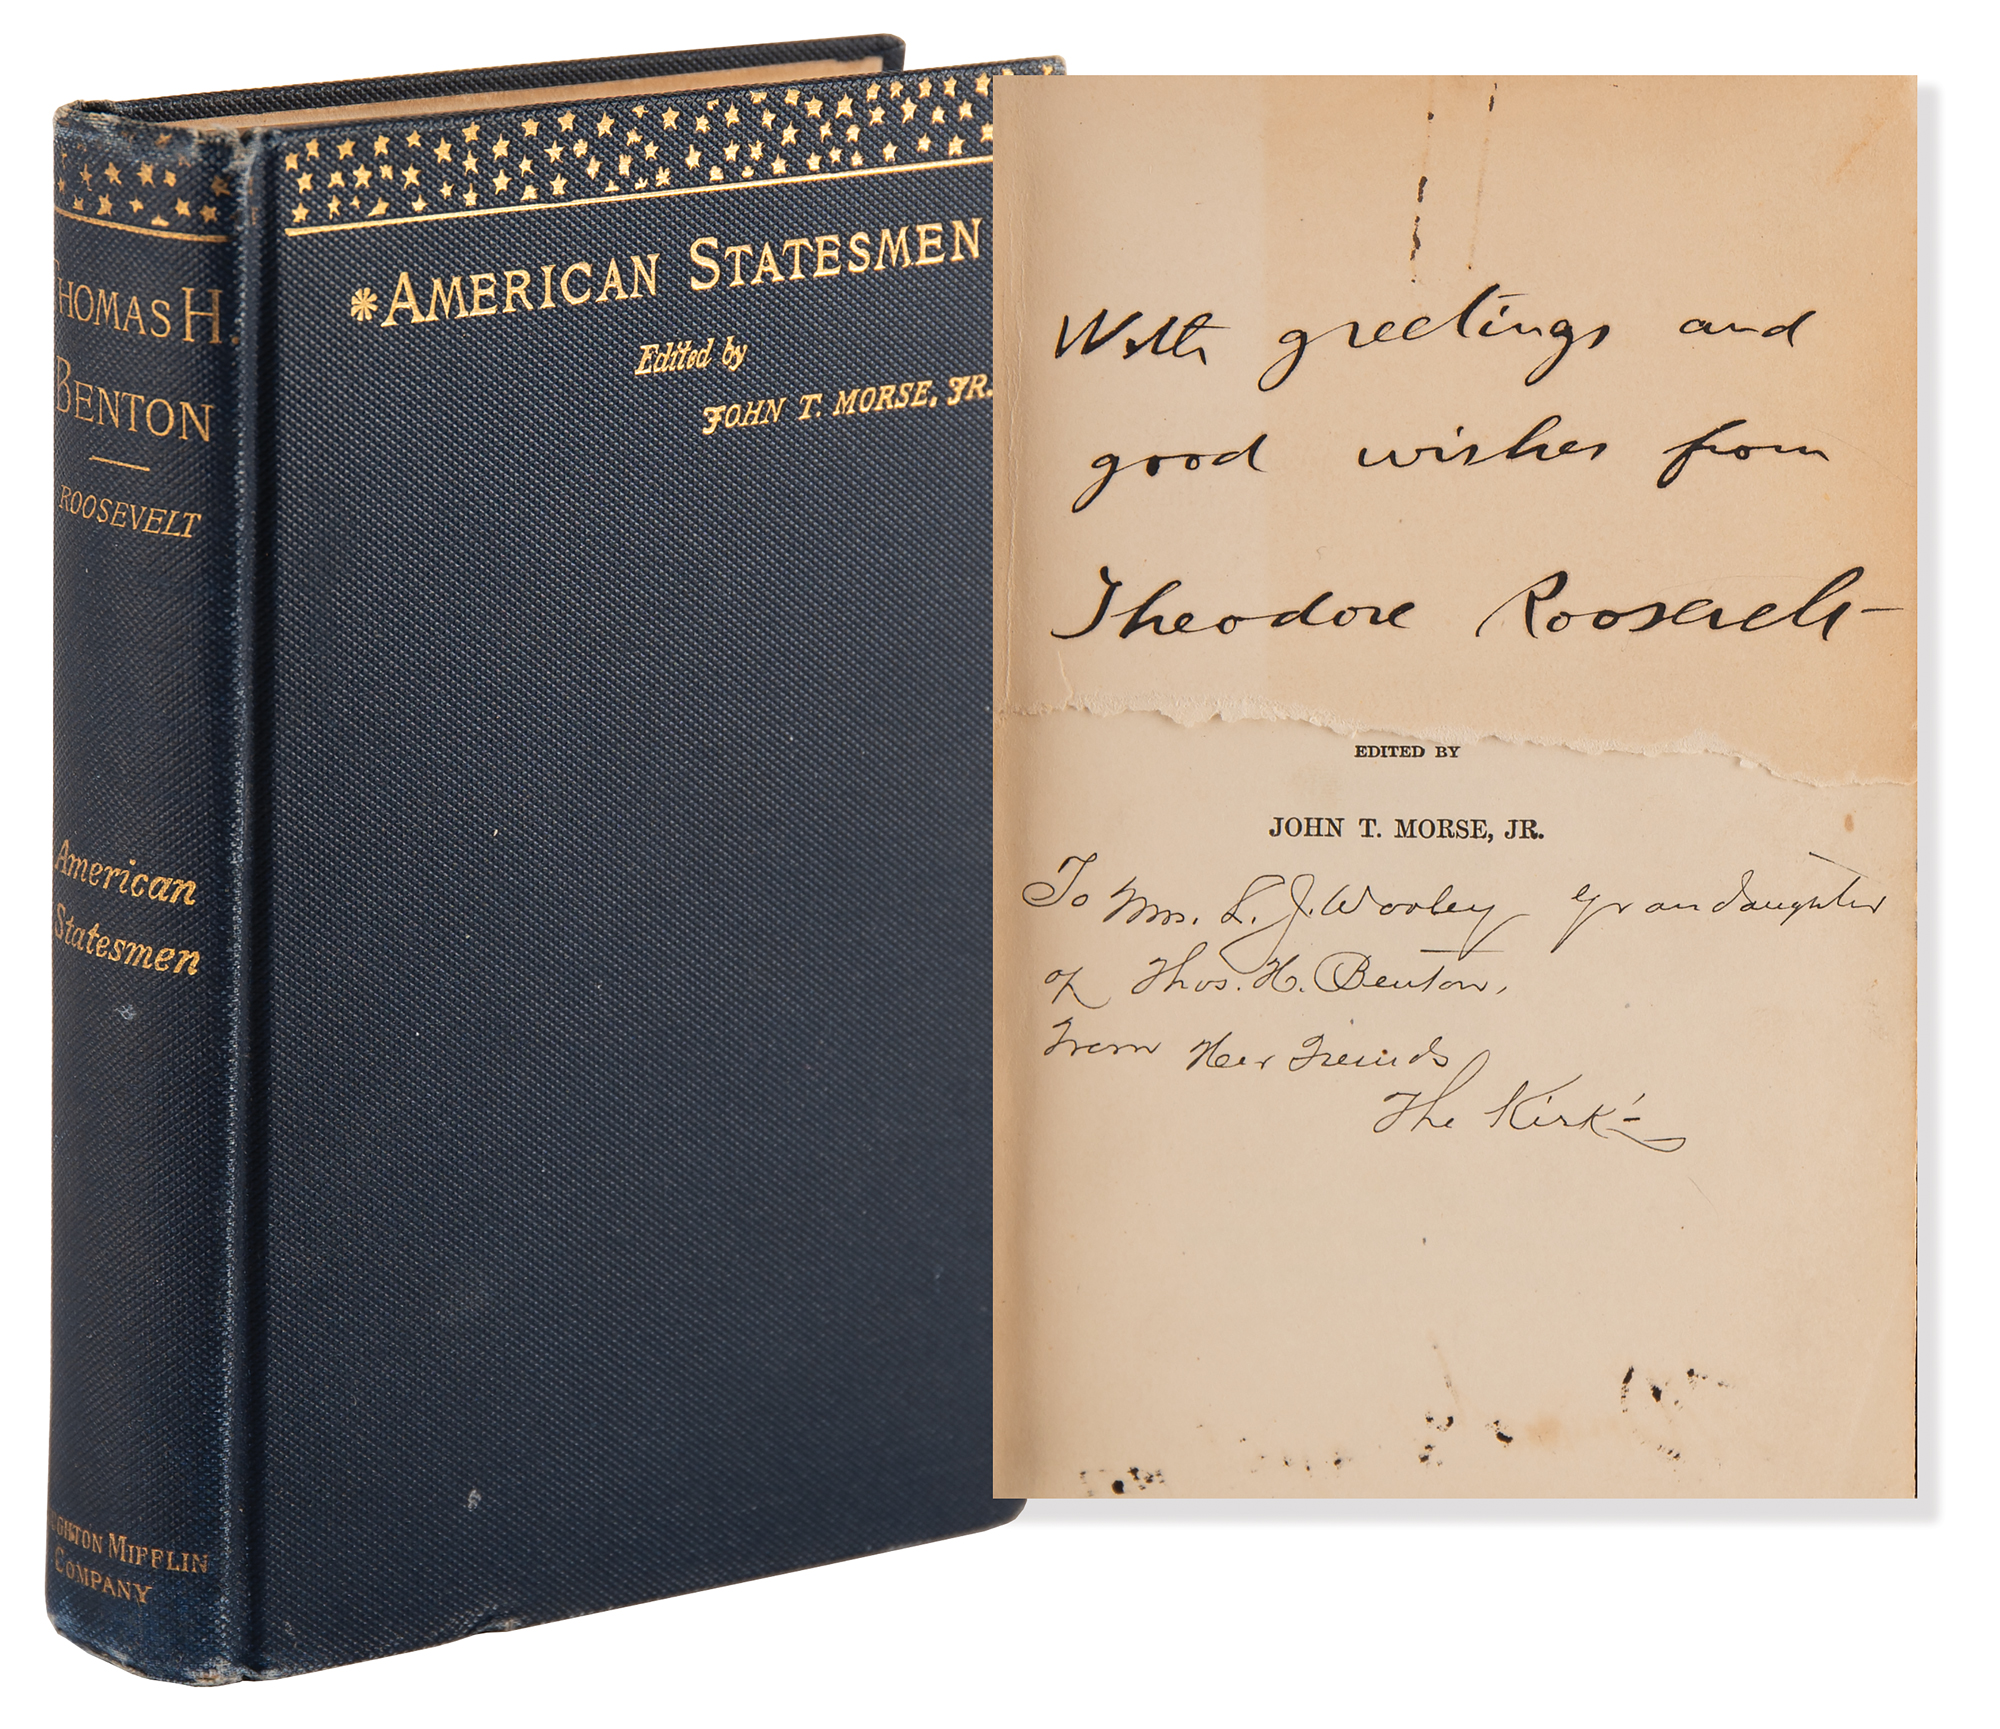 THOMAS H.
BENTON
ROOSEVELT
American
Statesmen
HOUGHTON MIFFLIN
COMPANY
*AMERICAN STATESMEN
Edited by
JOHN T. MORSE, JR.
With greetings and
good wishes from
Theodore Roosevelt
EDITED BY
JOHN T. MORSE, JR.
To Mrs. L. J. Wooley Grandaughter
of Thos. H. Benton,
From Her Friends
The Kirk's